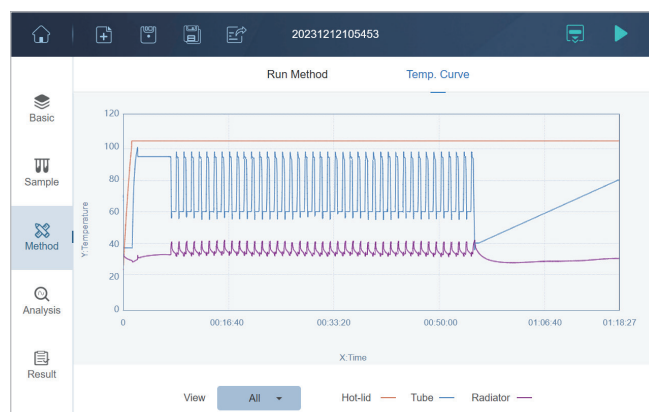 20231212105453
Run Method Temp. Curve
Basic
Sample
Method
Analysis
Result
Y:Temperature
120
100
80
60
40
20
0
0 00:16:40 00:33:20 00:50:00 01:06:40 01:18:27
X:Time
View All Hot-lid Tube Radiator